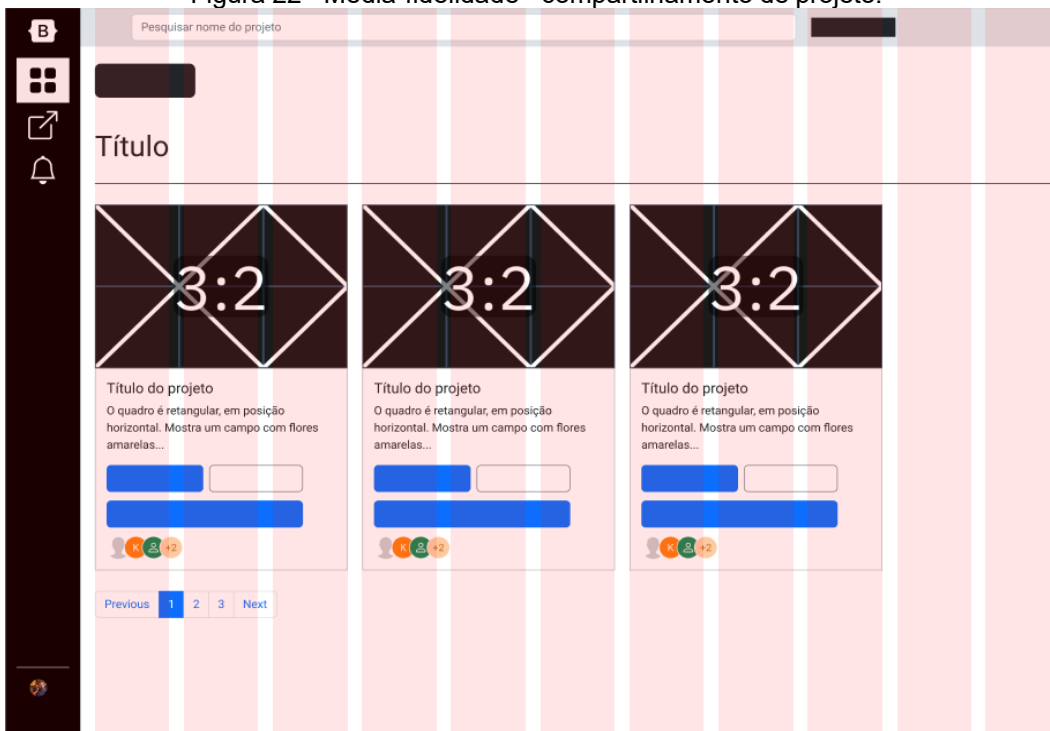 Figura 22 - Média fidelidade - compartilhamento de projeto.
B
Pesquisar nome do projeto
Título
3:2
3:2
3:2
Título do projeto
O quadro é retangular, em posição
horizontal. Mostra um campo com flores
amarelas...
K
+2
Título do projeto
O quadro é retangular, em posição
horizontal. Mostra um campo com flores
amarelas...
K
+2
Título do projeto
O quadro é retangular, em posição
horizontal. Mostra um campo com flores
amarelas...
K
+2
Previous 1 2 3 Next